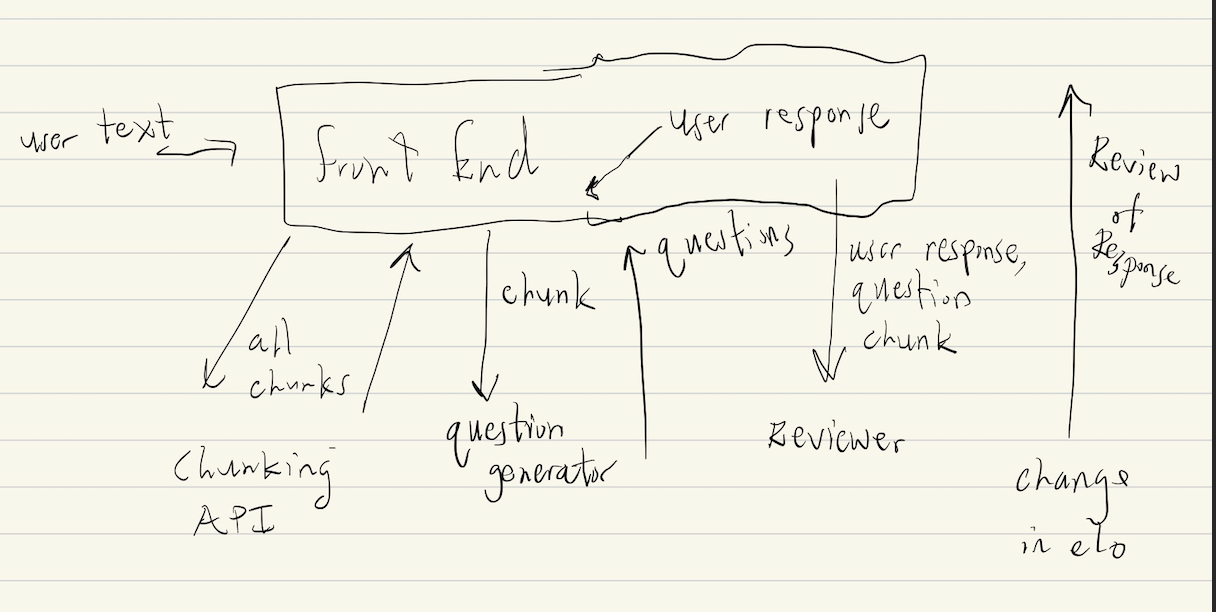 user text
front End
user response
questions
user response,
question
chunk
Review
of
Response
chunk
all
chunks
question
generator
Reviewer
Chunking
API
change
in elo